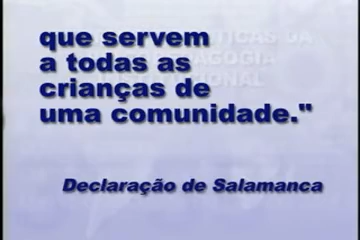 que servem
a todas as
crianças de
uma comunidade."
Declaração de Salamanca